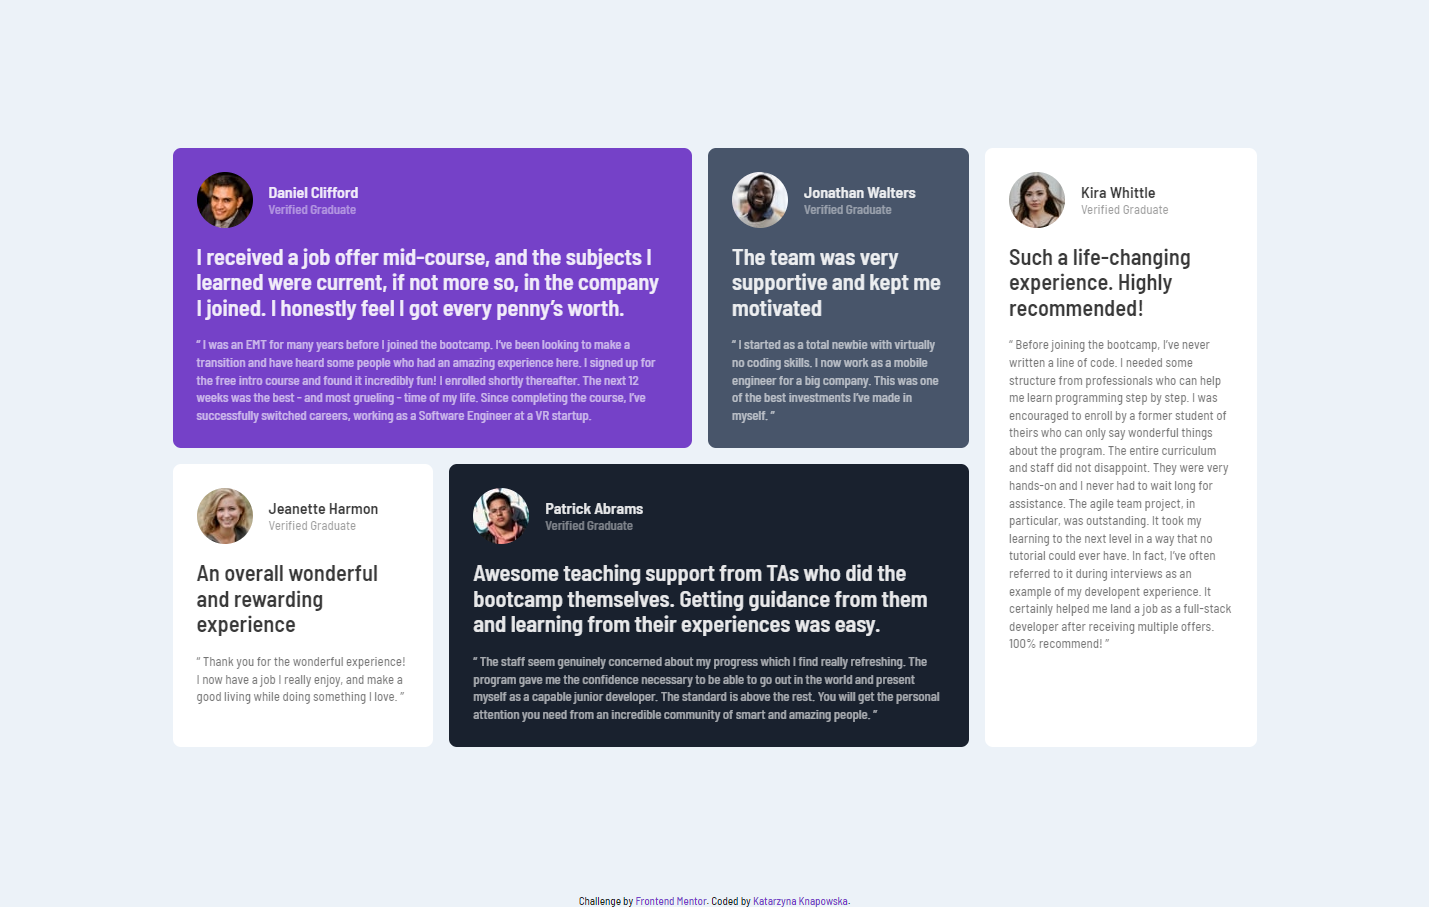 Daniel Clifford
Verified Graduate
I received a job offer mid-course, and the subjects I
learned were current, if not more so, in the company
I joined. I honestly feel I got every penny’s worth.
“ I was an EMT for many years before I joined the bootcamp. I’ve been looking to make a
transition and have heard some people who had an amazing experience here. I signed up for
the free intro course and found it incredibly fun! I enrolled shortly thereafter. The next 12
weeks was the best - and most grueling - time of my life. Since completing the course, I’ve
successfully switched careers, working as a Software Engineer at a VR startup.
Jonathan Walters
Verified Graduate
The team was very
supportive and kept me
motivated
“ I started as a total newbie with virtually
no coding skills. I now work as a mobile
engineer for a big company. This was one
of the best investments I’ve made in
myself. ”
Kira Whittle
Verified Graduate
Such a life-changing
experience. Highly
recommended!
“ Before joining the bootcamp, I’ve never
written a line of code. I needed some
structure from professionals who can help
me learn programming step by step. I was
encouraged to enroll by a former student of
theirs who can only say wonderful things
about the program. The entire curriculum
and staff did not disappoint. They were very
hands-on and I never had to wait long for
assistance. The agile team project, in
particular, was outstanding. It took my
learning to the next level in a way that no
tutorial could ever have. In fact, I’ve often
referred to it during interviews as an
example of my developent experience. It
certainly helped me land a job as a full-stack
developer after receiving multiple offers.
100% recommend! ”
Jeanette Harmon
Verified Graduate
An overall wonderful
and rewarding
experience
“ Thank you for the wonderful experience!
I now have a job I really enjoy, and make a
good living while doing something I love. ”
Patrick Abrams
Verified Graduate
Awesome teaching support from TAs who did the
bootcamp themselves. Getting guidance from them
and learning from their experiences was easy.
“ The staff seem genuinely concerned about my progress which I find really refreshing. The
program gave me the confidence necessary to be able to go out in the world and present
myself as a capable junior developer. The standard is above the rest. You will get the personal
attention you need from an incredible community of smart and amazing people. ”
Challenge by Frontend Mentor. Coded by Katarzyna Knapowska.